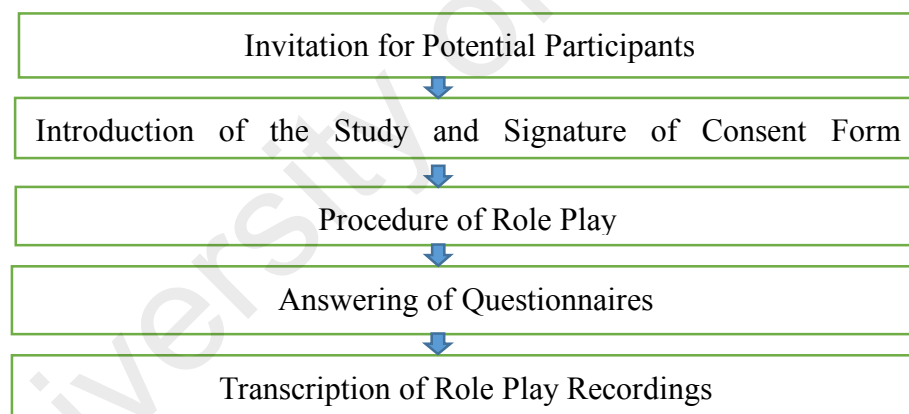 Invitation for Potential Participants
Introduction of the Study and Signature of Consent Form
Procedure of Role Play
Answering of Questionnaires
Transcription of Role Play Recordings